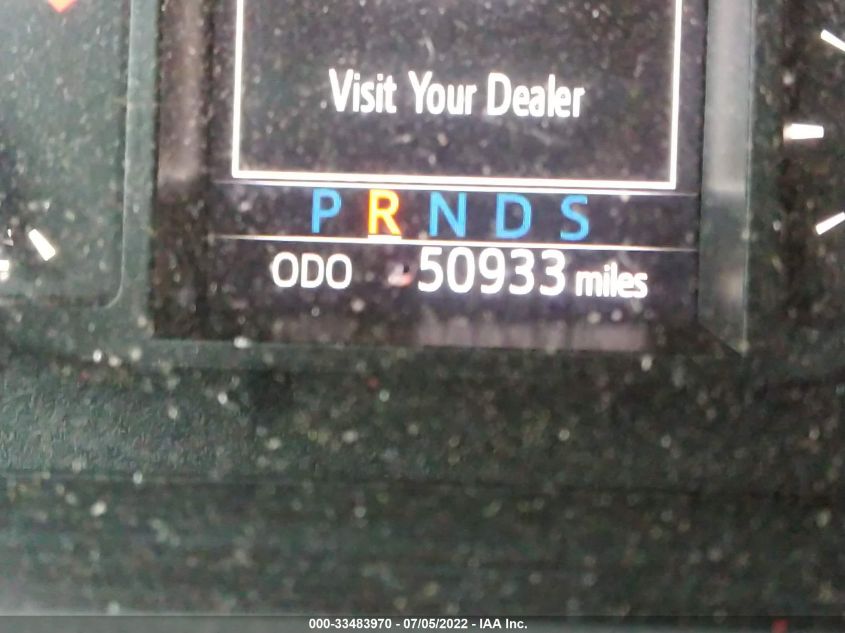 Visit Your Dealer
P R N D S
ODO 50933 miles
000-33483970 - 07/05/2022 - IAA Inc.